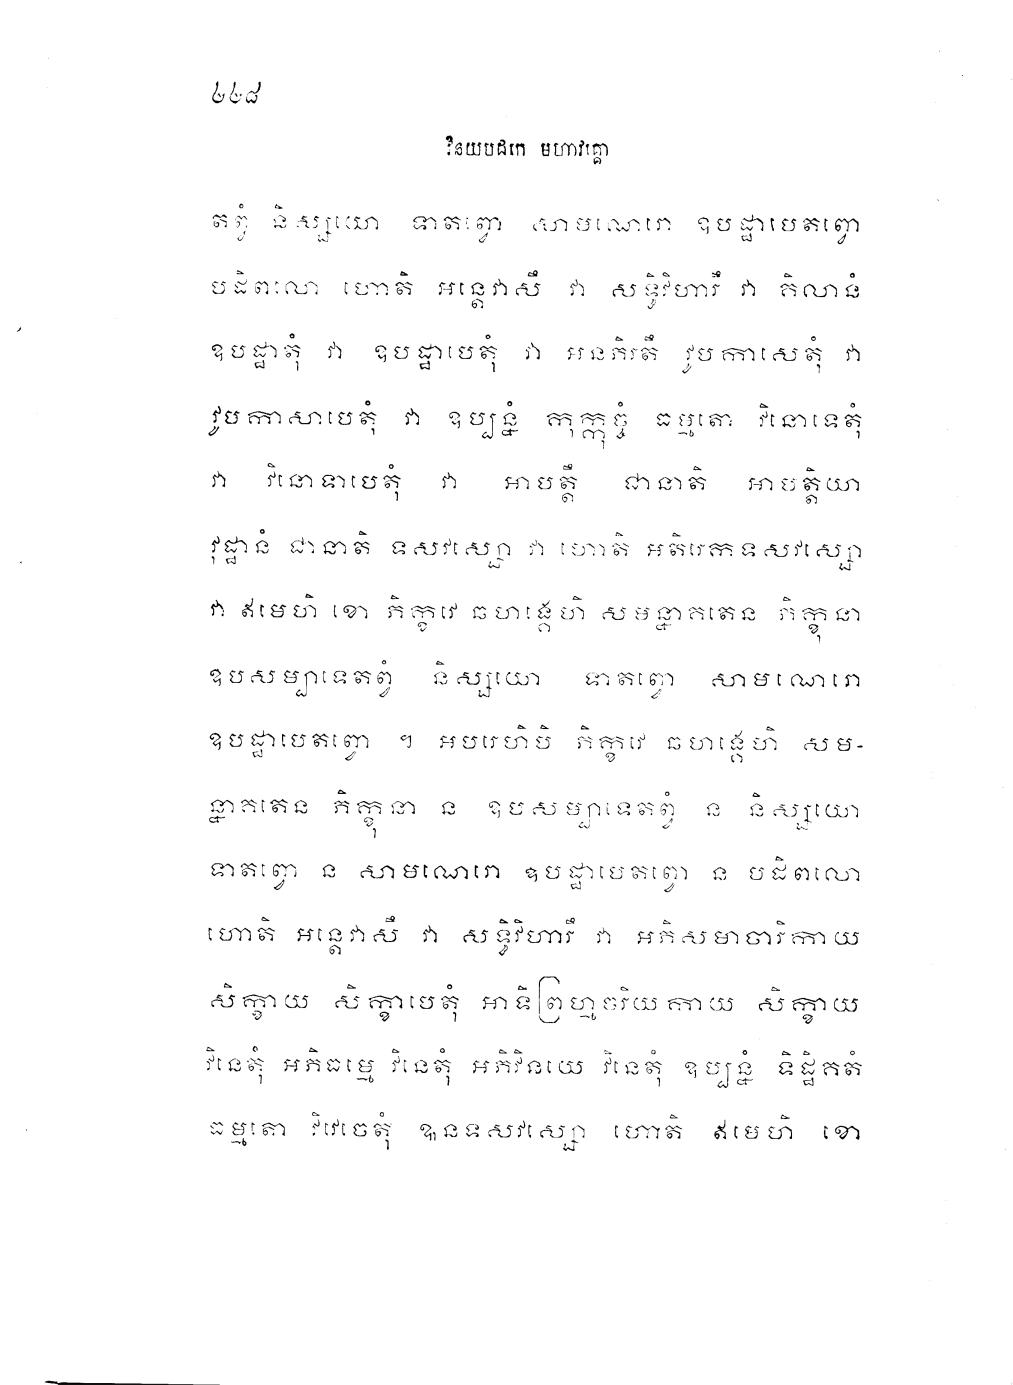 ២២៨
វិនយបិដកេ មហាវគ្គោ
តព្វំ និស្សយោ ទាតព្វោ សាមណេរោ ឧបដ្ឋាបេតព្វោ
បដិពលោ ហោតិ អន្តេវាសឹ វា សទ្ធិវិហារឹ វា គិលានំ
ឧបដ្ឋាតុំ វា ឧបដ្ឋាបេតុំ វា អនភិរតឹ វូបកាសេតុំ វា
វូបកាសាបេតុំ វា ឧប្បន្នំ កុក្កុច្ចំ ធម្មតោ វិនោទេតុំ
វា វិនោទាបេតុំ វា អាបត្តឹ ជានាតិ អាបត្តិយា
វុដ្ឋានំ ជានាតិ ទសវស្សោ វា ហោតិ អតិរេកទសវស្សោ
វា ឥមេហិ ខោ ភិក្ខវេ ឆហង្គេហិ សមន្នាគតេន ភិក្ខុនា
ឧបសម្បាទេតព្វំ និស្សយោ ទាតព្វោ សាមណេរោ
ឧបដ្ឋាបេតព្វោ ។ អបរេហិបិ ភិក្ខវេ ឆហង្គេហិ សម-
ន្នាគតេន ភិក្ខុនា ន ឧបសម្បាទេតព្វំ ន និស្សយោ
ទាតព្វោ ន សាមណេរោ ឧបដ្ឋាបេតព្វោ ន បដិពលោ
ហោតិ អន្តេវាសឹ វា សទ្ធិវិហារឹ វា អភិសមាចារិកាយ
សិក្ខាយ សិក្ខាបេតុំ អាទិព្រហ្មចរិយកាយ សិក្ខាយ
វិនេតុំ អភិធម្មេ វិនេតុំ អភិវិនយេ វិនេតុំ ឧប្បន្នំ ទិដ្ឋិគតំ
ធម្មតោ វិវេចេតុំ ឩនទសវស្សោ ហោតិ ឥមេហិ ខោ